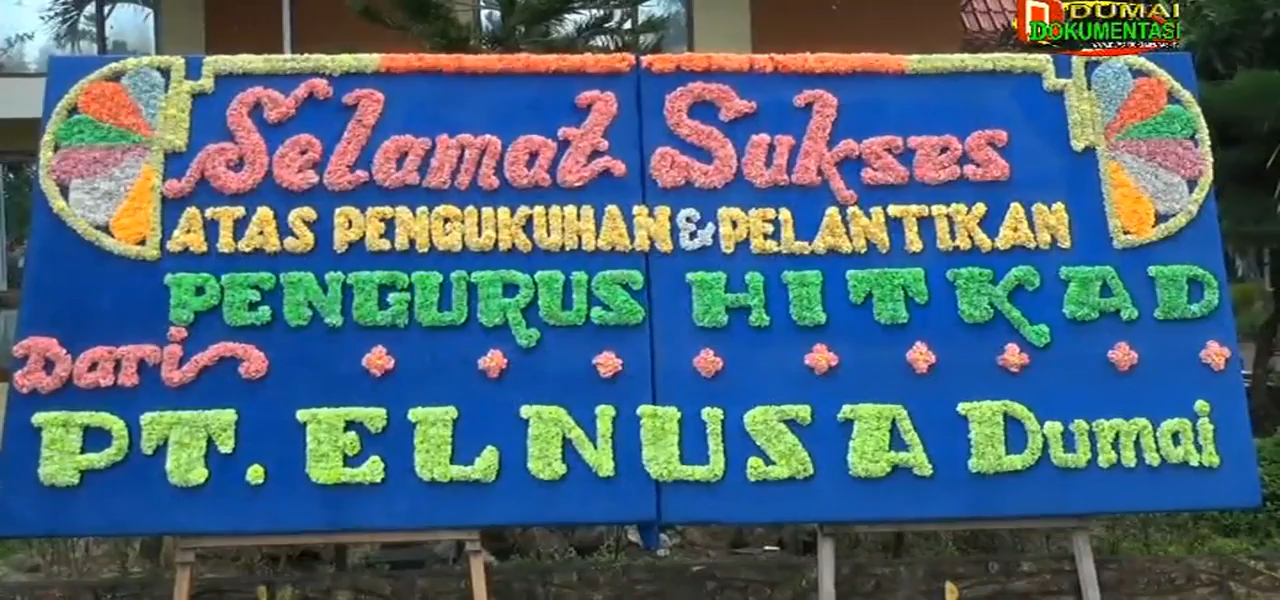 DUMAI
DOKUMENTASI
Selamat Sukses
ATAS PENGUKUHAN & PELANTIKAN
PENGURUS HITKAD
Dari
PT. ELNUSA Dumai